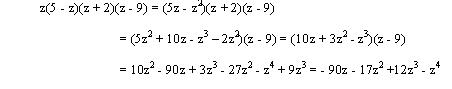 z(5 - z)(z + 2)(z - 9) = (5z - z²)(z + 2)(z - 9)
= (5z² + 10z - z³ – 2z²)(z - 9) = (10z + 3z² - z³)(z - 9)
= 10z² - 90z + 3z³ - 27z² - z⁴ + 9z³ = - 90z - 17z² +12z³ - z⁴